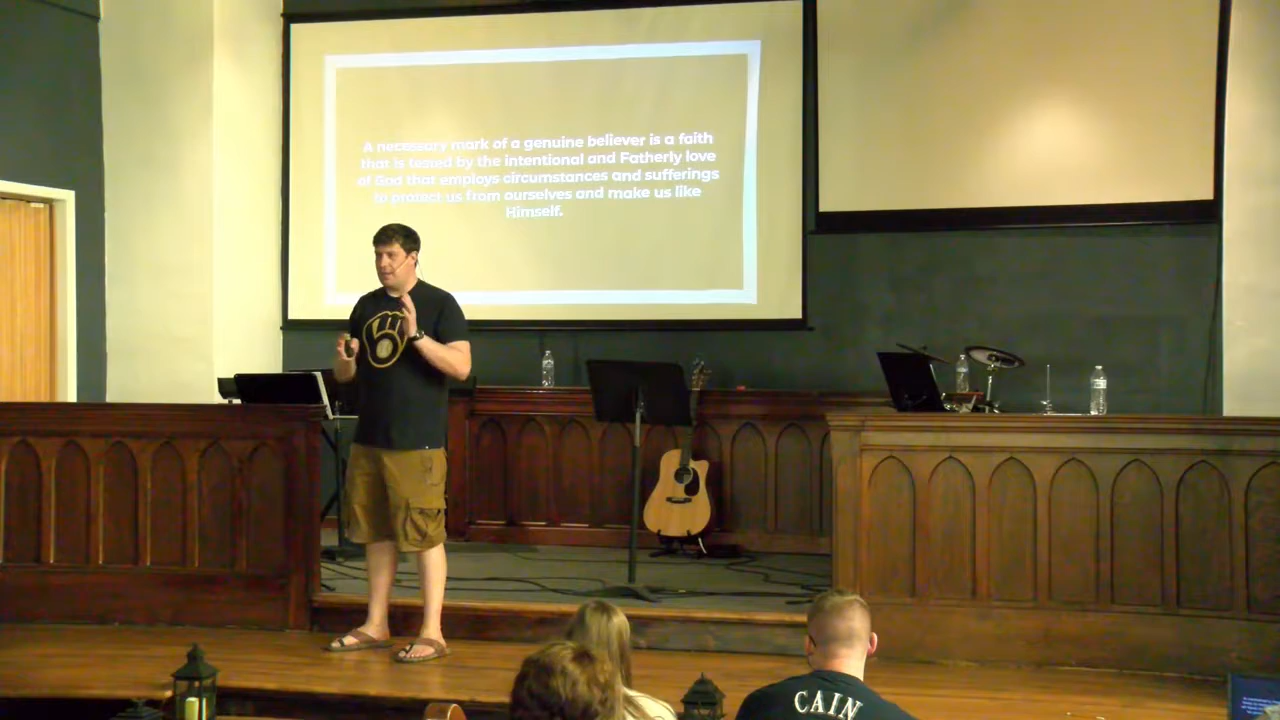 A necessary mark of a genuine believer is a faith
that is tested by the intentional and Fatherly love
of God that employs circumstances and sufferings
to protect us from ourselves and make us like
Himself.
CAIN